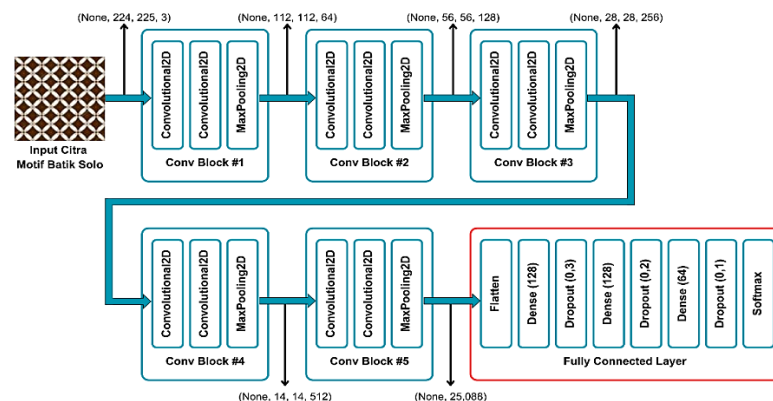 (None, 224, 225, 3)
(None, 112, 112, 64)
(None, 56, 56, 128)
(None, 28, 28, 256)
Input Citra
Motif Batik Solo
Convolutional2D
Convolutional2D
MaxPooling2D
Conv Block #1
Convolutional2D
Convolutional2D
MaxPooling2D
Conv Block #2
Convolutional2D
Convolutional2D
MaxPooling2D
Conv Block #3
Convolutional2D
Convolutional2D
MaxPooling2D
Conv Block #4
Convolutional2D
Convolutional2D
MaxPooling2D
Conv Block #5
Flatten
Dense (128)
Dropout (0,3)
Dense (128)
Dropout (0,2)
Dense (64)
Dropout (0,1)
Softmax
Fully Connected Layer
(None, 14, 14, 512)
(None, 25,088)